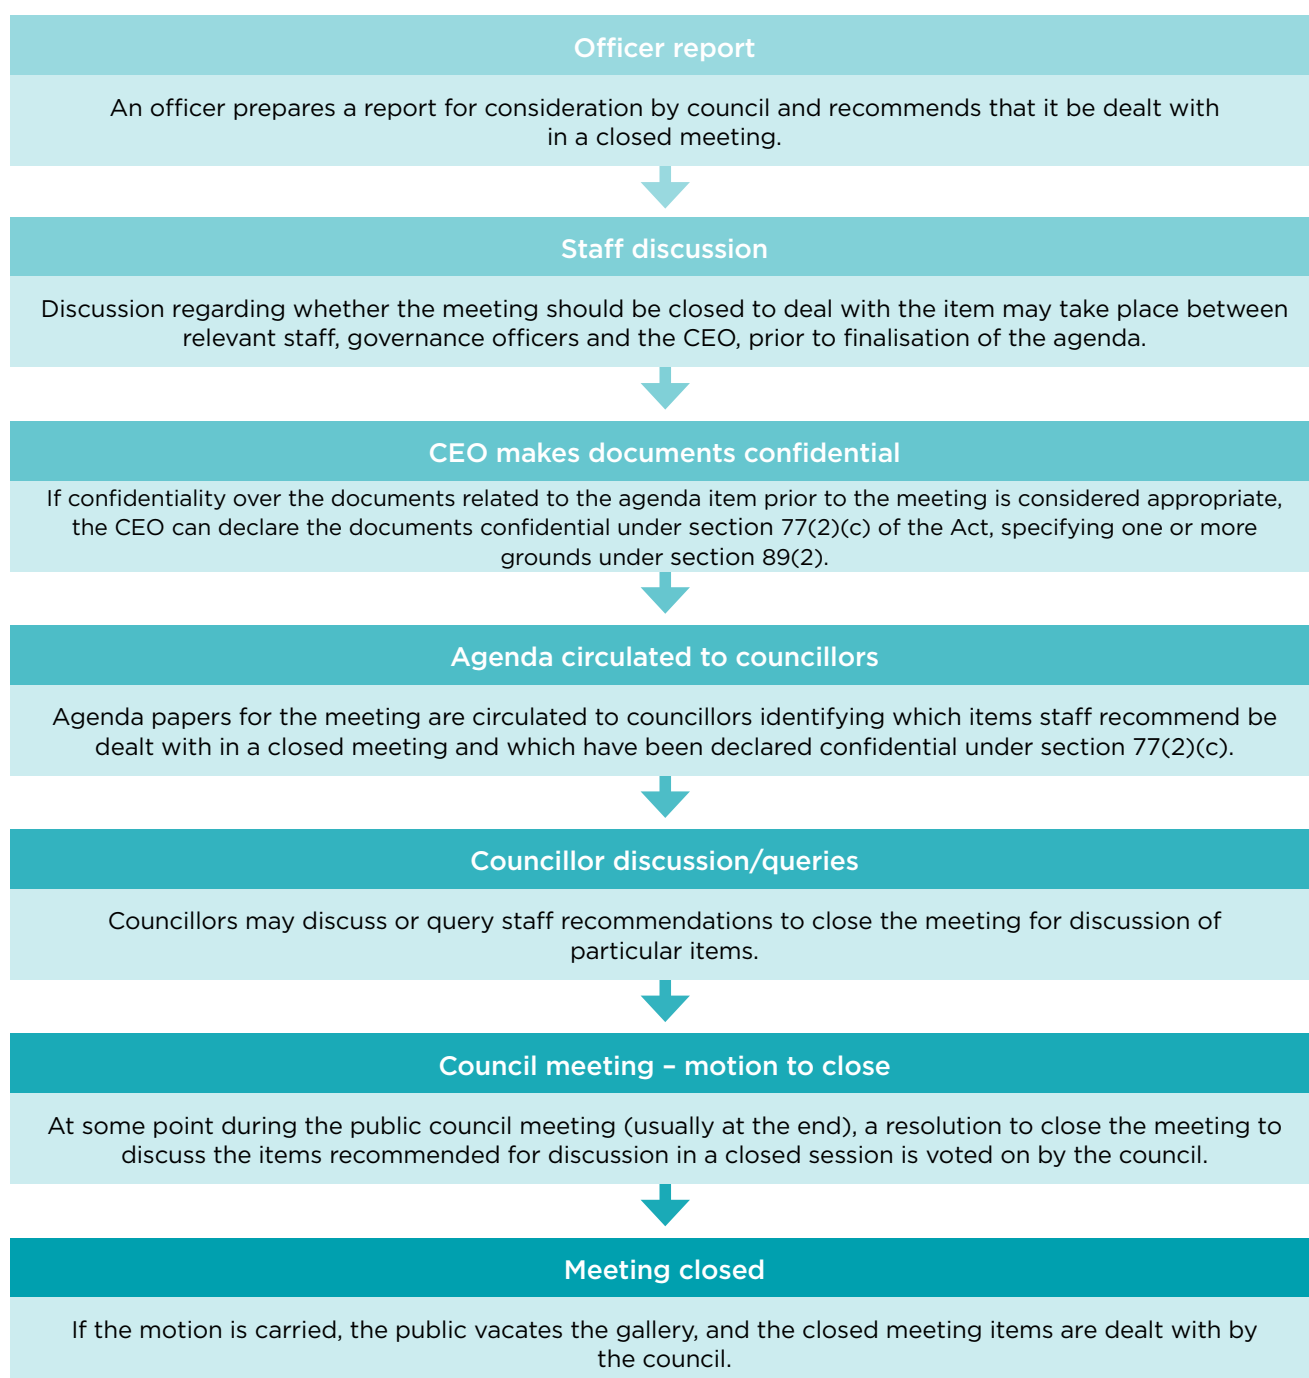 Officer report
An officer prepares a report for consideration by council and recommends that it be dealt with
in a closed meeting.
Staff discussion
Discussion regarding whether the meeting should be closed to deal with the item may take place between
relevant staff, governance officers and the CEO, prior to finalisation of the agenda.
CEO makes documents confidential
If confidentiality over the documents related to the agenda item prior to the meeting is considered appropriate,
the CEO can declare the documents confidential under section 77(2)(c) of the Act, specifying one or more
grounds under section 89(2).
Agenda circulated to councillors
Agenda papers for the meeting are circulated to councillors identifying which items staff recommend be
dealt with in a closed meeting and which have been declared confidential under section 77(2)(c).
Councillor discussion/queries
Councillors may discuss or query staff recommendations to close the meeting for discussion of
particular items.
Council meeting – motion to close
At some point during the public council meeting (usually at the end), a resolution to close the meeting to
discuss the items recommended for discussion in a closed session is voted on by the council.
Meeting closed
If the motion is carried, the public vacates the gallery, and the closed meeting items are dealt with by
the council.